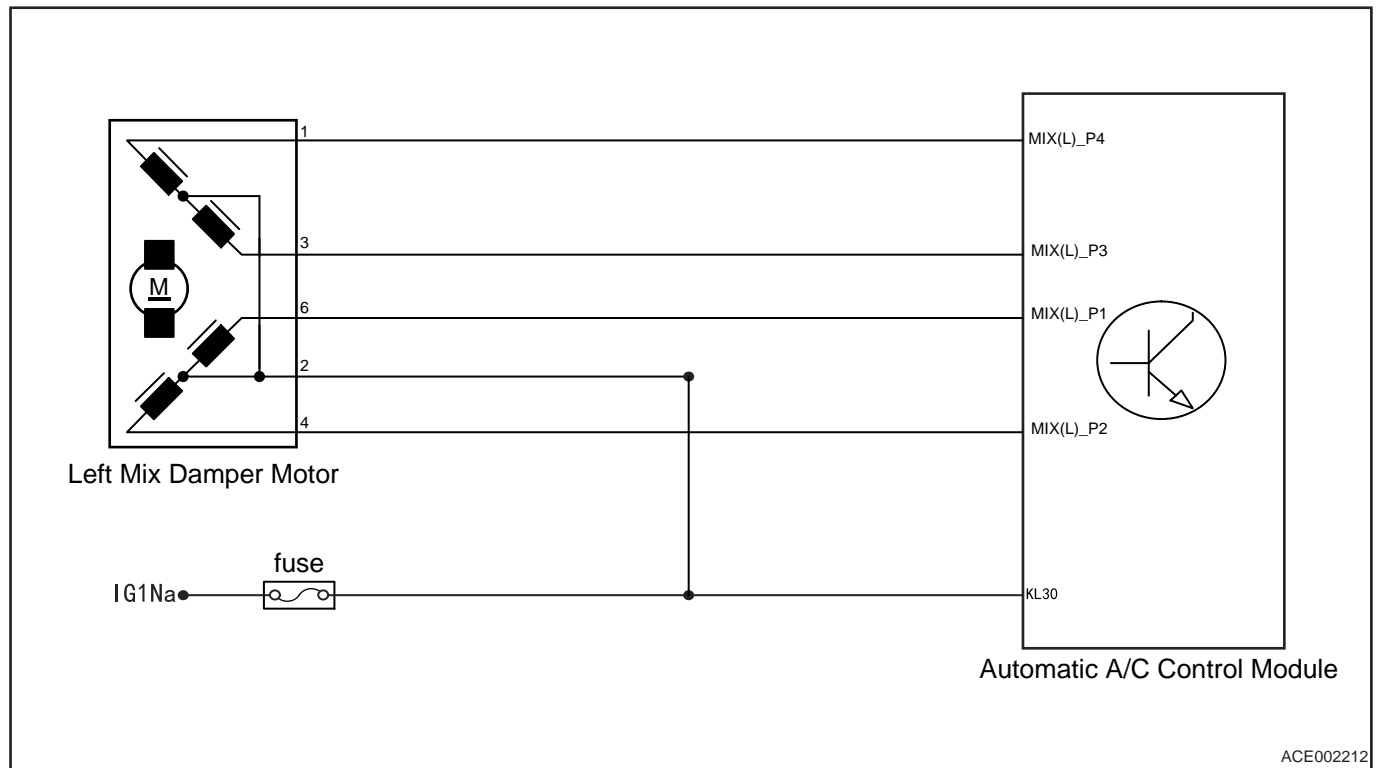 1
MIX(L)_P4
3
MIX(L)_P3
M
6
MIX(L)_P1
2
4
MIX(L)_P2
Left Mix Damper Motor
fuse
IG1Na
KL30
Automatic A/C Control Module
ACE002212